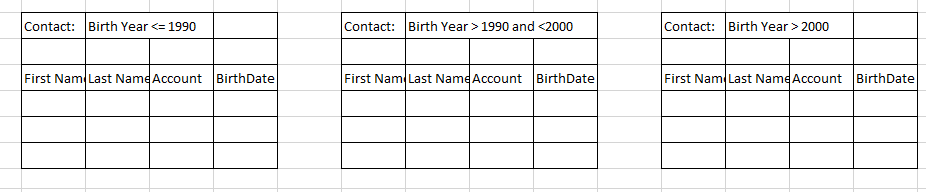 Contact: Birth Year <= 1990
First Nam Last Name Account BirthDate
Contact: Birth Year > 1990 and <2000
First Nam Last Name Account BirthDate
Contact: Birth Year > 2000
First Nam Last Name Account BirthDate